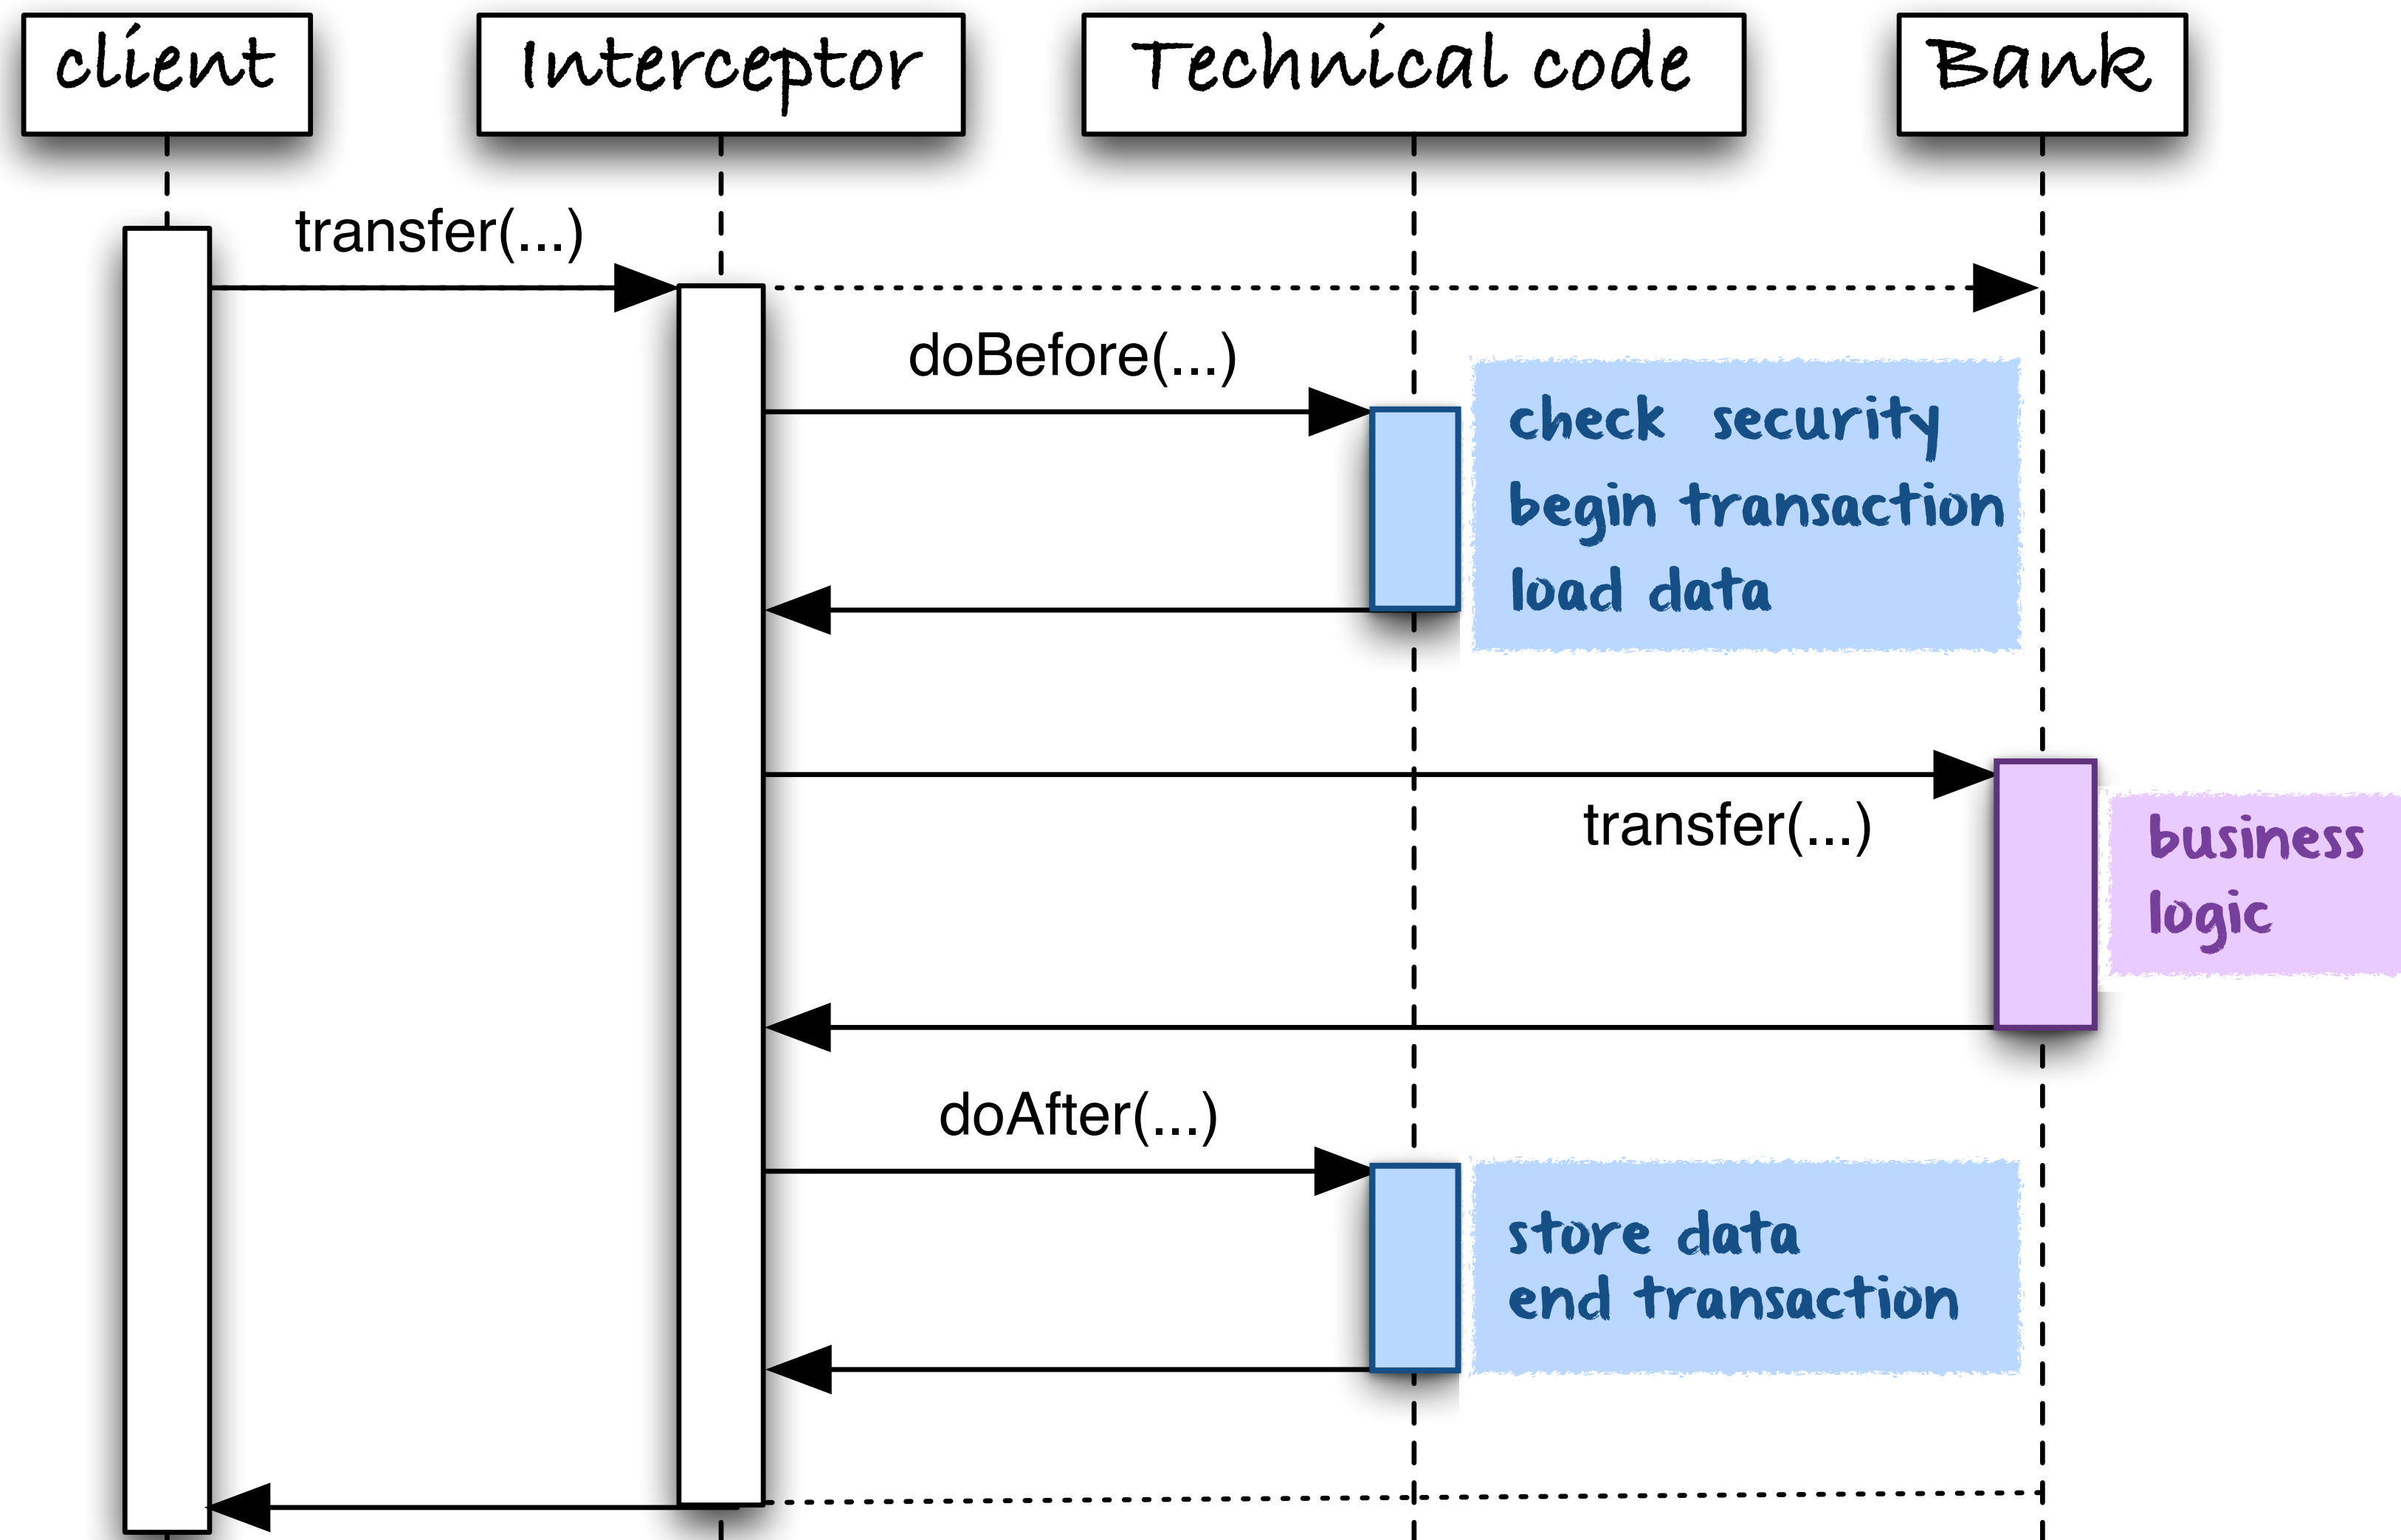 client
Interceptor
Technical code
Bank
transfer(...)
doBefore(...)
check security
begin transaction
load data
transfer(...)
business
logic
doAfter(...)
store data
end transaction